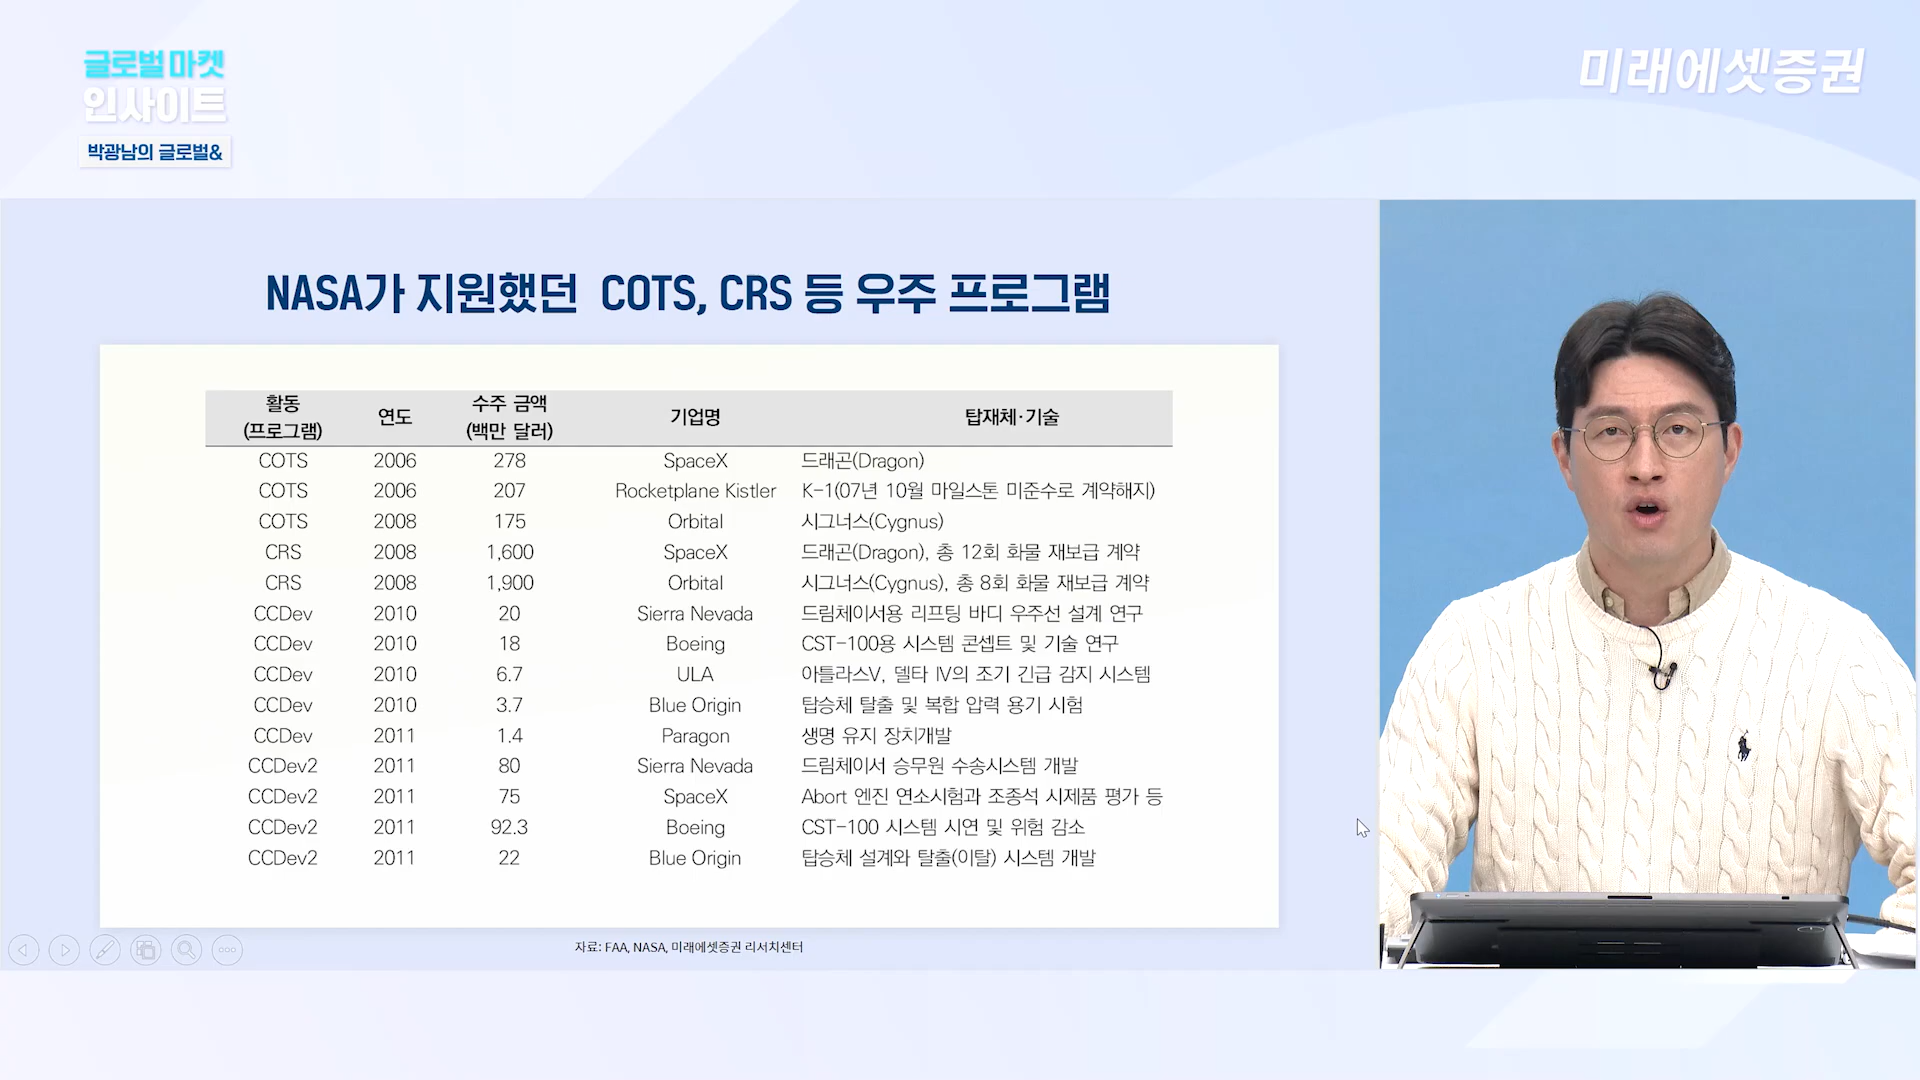 글로벌 마켓
인사이트
박광남의 글로벌&
미래에셋증권
NASA가 지원했던 COTS, CRS 등 우주 프로그램
활동 (프로그램) 연도 수주 금액 (백만 달러) 기업명 탑재체·기술
COTS 2006 278 SpaceX 드래곤(Dragon)
COTS 2006 207 Rocketplane Kistler K-1(07년 10월 마일스톤 미준수로 계약해지)
COTS 2008 175 Orbital 시그너스(Cygnus)
CRS 2008 1,600 SpaceX 드래곤(Dragon), 총 12회 화물 재보급 계약
CRS 2008 1,900 Orbital 시그너스(Cygnus), 총 8회 화물 재보급 계약
CCDev 2010 20 Sierra Nevada 드림체이서용 리프팅 바디 우주선 설계 연구
CCDev 2010 18 Boeing CST-100용 시스템 콘셉트 및 기술 연구
CCDev 2010 6.7 ULA 아틀라스V, 델타 IV의 조기 긴급 감지 시스템
CCDev 2010 3.7 Blue Origin 탑승체 탈출 및 복합 압력 용기 시험
CCDev 2011 1.4 Paragon 생명 유지 장치개발
CCDev2 2011 80 Sierra Nevada 드림체이서 승무원 수송시스템 개발
CCDev2 2011 75 SpaceX Abort 엔진 연소시험과 조종석 시제품 평가 등
CCDev2 2011 92.3 Boeing CST-100 시스템 시연 및 위험 감소
CCDev2 2011 22 Blue Origin 탑승체 설계와 탈출(이탈) 시스템 개발
자료: FAA, NASA, 미래에셋증권 리서치센터